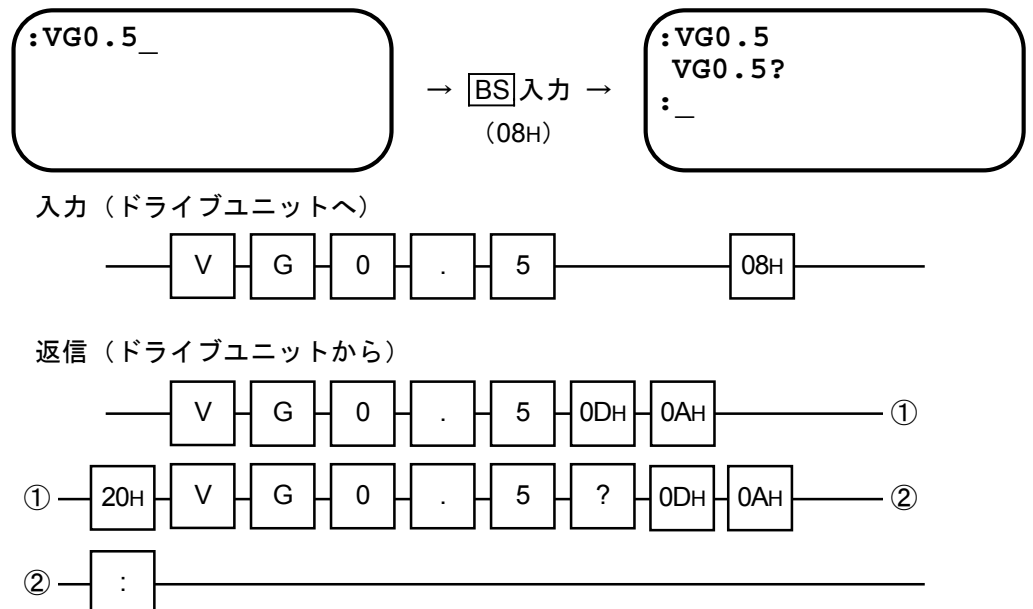 :VG0.5_
→ BS入力 →
（08H）
:VG0.5
VG0.5?
:_
入力（ドライブユニットへ）
V G 0 . 5 08H
返信（ドライブユニットから）
V G 0 . 5 0DH 0AH ①
① 20H V G 0 . 5 ? 0DH 0AH ②
② :